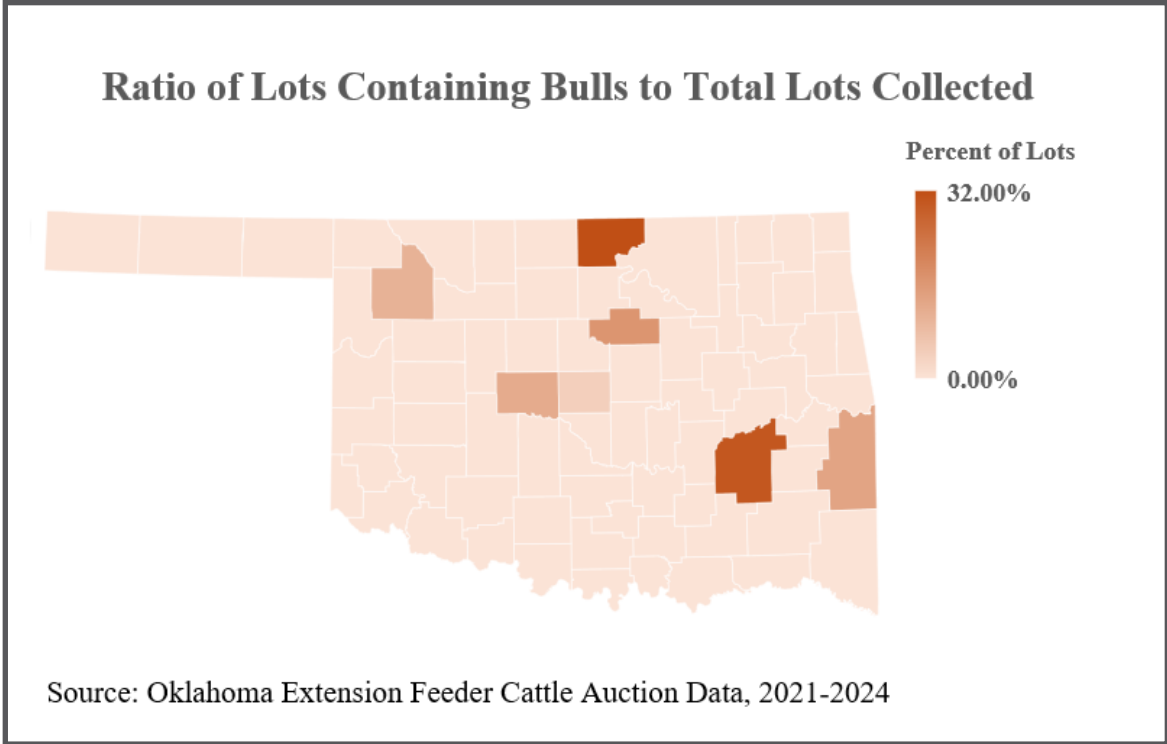 Ratio of Lots Containing Bulls to Total Lots Collected
Percent of Lots
32.00%
0.00%
Source: Oklahoma Extension Feeder Cattle Auction Data, 2021-2024